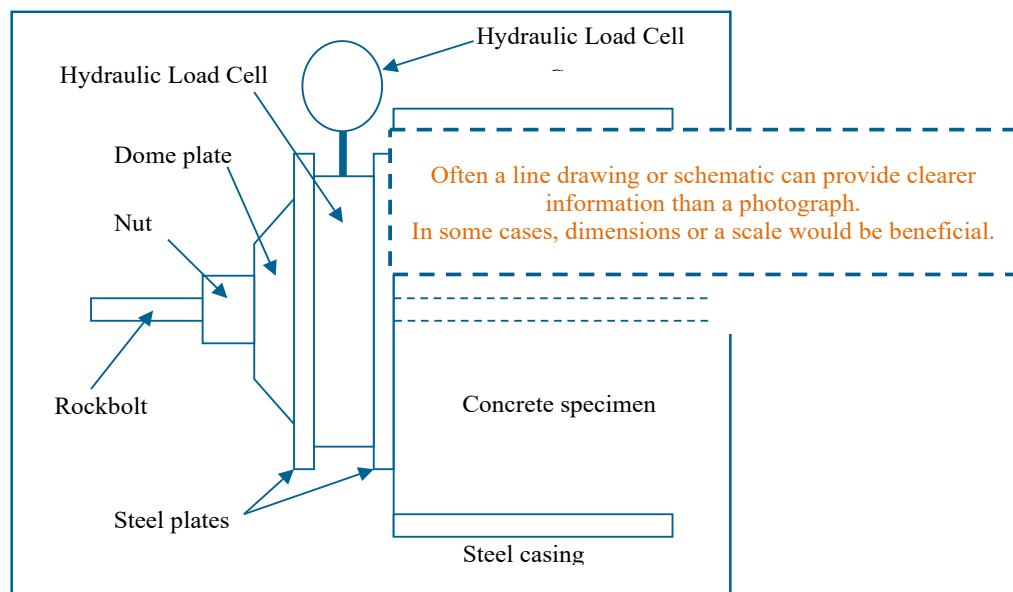 Hydraulic Load Cell
Hydraulic Load Cell
Dome plate
Often a line drawing or schematic can provide clearer
information than a photograph.
In some cases, dimensions or a scale would be beneficial.
Nut
Rockbolt
Concrete specimen
Steel plates
Steel casing